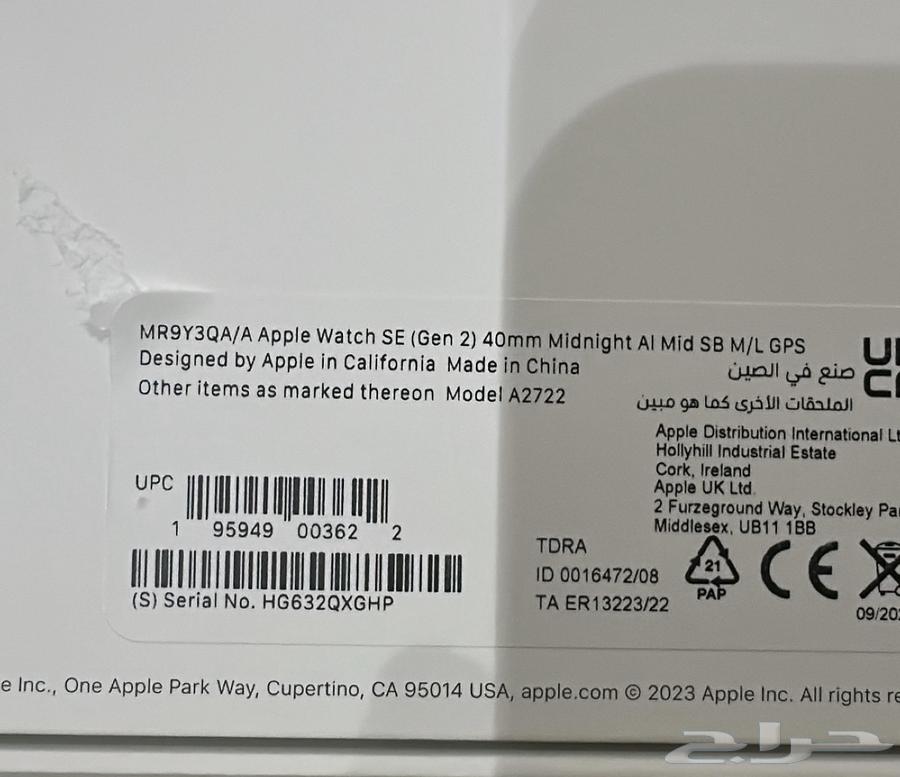 MR9Y3QA/A Apple Watch SE (Gen 2) 40mm Midnight Al Mid SB M/L GPS
Designed by Apple in California Made in China
صنع في الصين
Other items as marked thereon Model A2722
الملحقات الأخرى كما هو مبين
UK
CA
Apple Distribution International
Hollyhill Industrial Estate
Cork, Ireland
Apple UK Ltd.
2 Furzeground Way, Stockley
Middlesex, UB11 1BB
UPC
1 95949 00362 2
(S) Serial No. HG632QXGHP
TDRA
ID 0016472/08
TA ER13223/22
21
PAP
CE
Inc., One Apple Park Way, Cupertino, CA 95014 USA, apple.com © 2023 Apple Inc. All rights
حراج